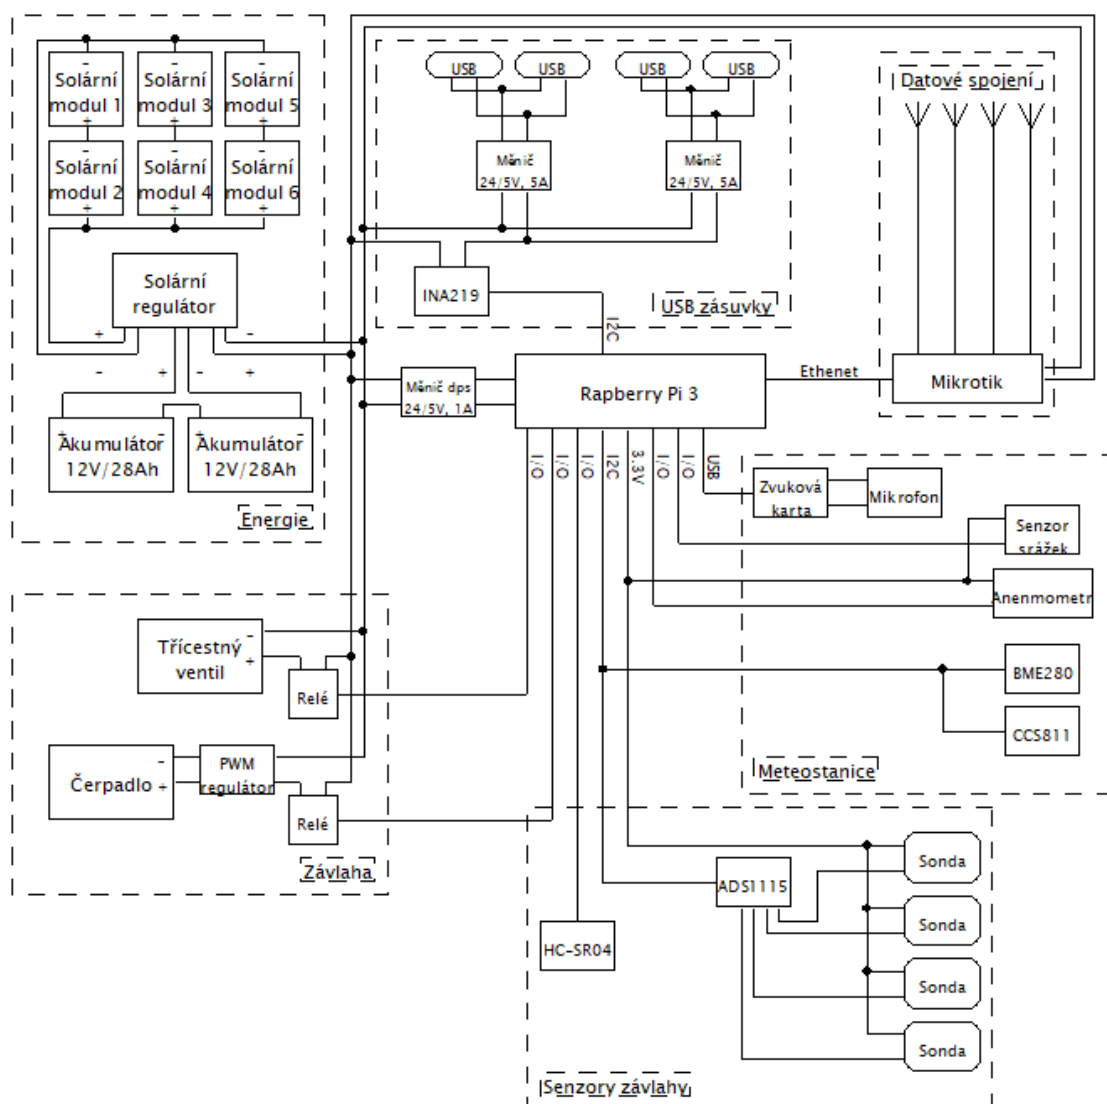 Solární
modul 1
Solární
modul 3
Solární
modul 5
Solární
modul 2
Solární
modul 4
Solární
modul 6
- - -
+ + +
- - -
+ + +
Solární
regulátor
+ -
- + - +
+ -
Akumulátor
12V/28Ah
+ -
Akumulátor
12V/28Ah
Energie
USB
USB
USB
USB
Měnič
24/5V, 5A
Měnič
24/5V, 5A
INA219
USB zásuvky
I2C
Datové spojení
Měnič dps
24/5V, 1A
Rapberry Pi 3
Ethenet
Mikrotik
I/O
I/O
I/O
I2C
3.3V
I/O
I/O
USB
Zvuková
karta
Mikrofon
Senzor
srážek
Anenmometr
BME280
CCS811
Meteostanice
Třícestný
ventil
-
+
Relé
Čerpadlo
-
+
PWM
regulátor
Relé
Závlaha
ADS1115
HC-SR04
Sonda
Sonda
Sonda
Sonda
Senzory závlahy